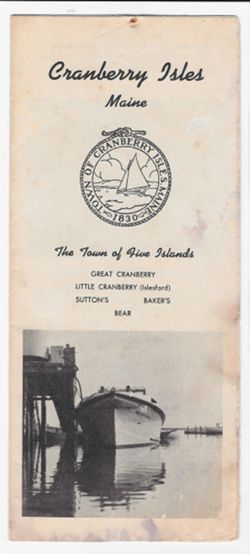 Cranberry Isles
Maine
TOWN OF CRANBERRY ISLES, MAINE
1830
The Town of Five Islands
GREAT CRANBERRY
LITTLE CRANBERRY (Islesford)
SUTTON'S BAKER'S
BEAR